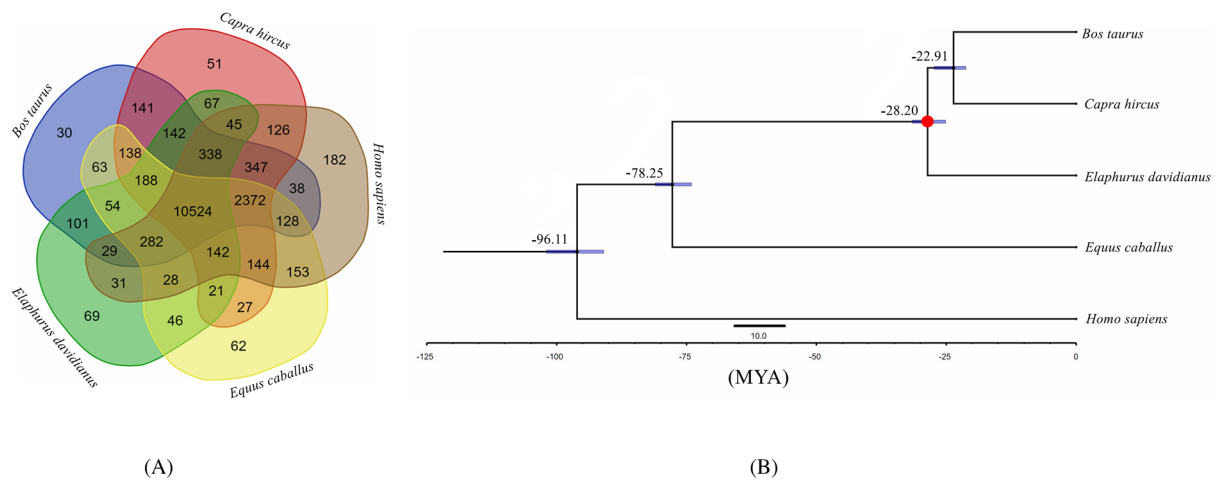 Capra hircus
51
Bos taurus
141
67
30
142
45
126
138
338
182
63
347
Homo sapiens
188
38
54
10524
2372
128
101
29
282
142
144
153
31
28
21
27
69
46
62
Elaphurus davidianus
Equus caballus
(A)
Bos taurus
-22.91
Capra hircus
-28.20
Elaphurus davidianus
-78.25
Equus caballus
-96.11
Homo sapiens
10.0
-125 -100 -75 -50 -25 0
(MYA)
(B)